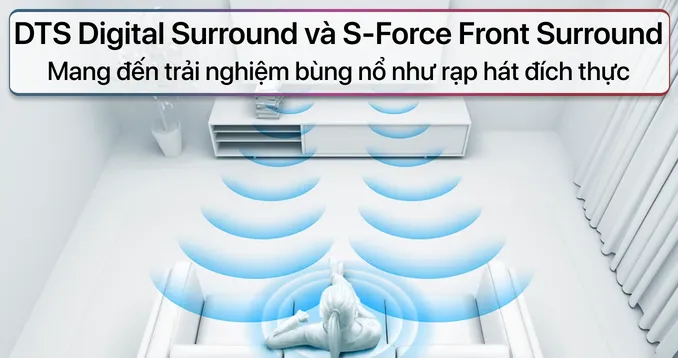 DTS Digital Surround và S-Force Front Surround
Mang đến trải nghiệm bùng nổ như rạp hát đích thực